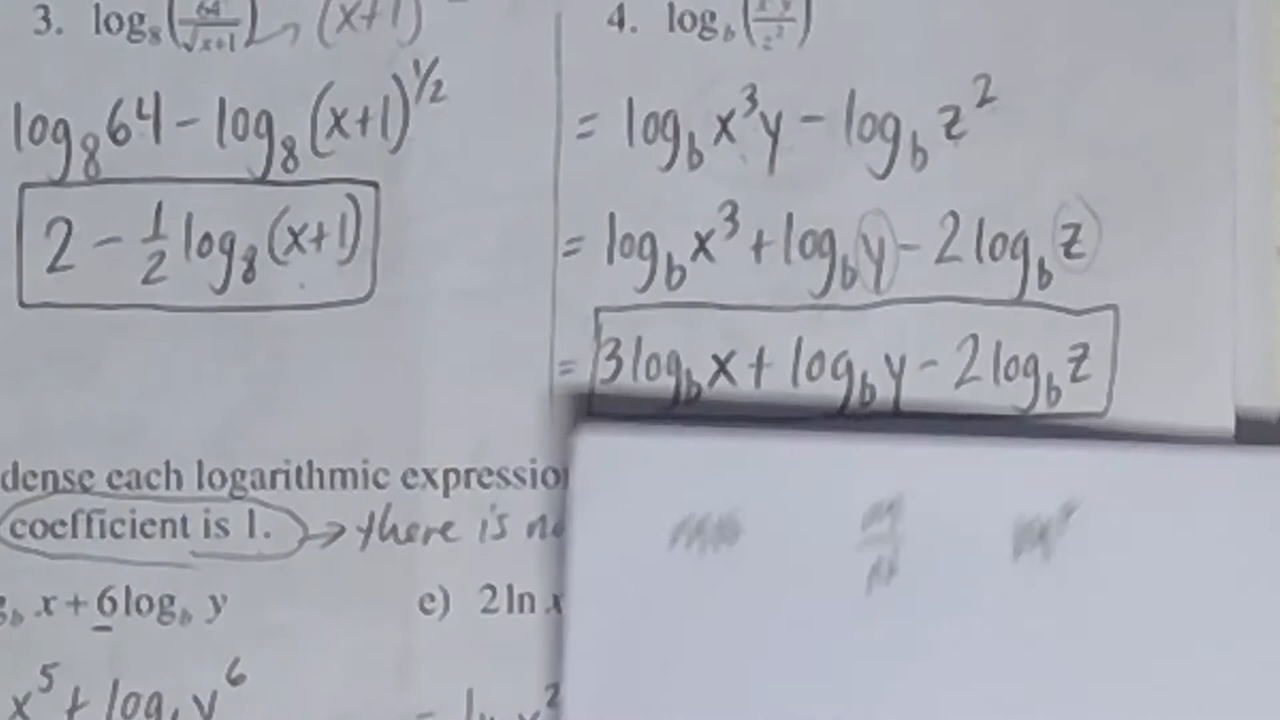 3. log₈(64/√x+1) → (x+1)
log₈64 - log₈(x+1)^½
2 - ½ log₈(x+1)
4. log_b
= log_b x³y - log_b z²
= log_b x³ + log_b y - 2 log_b z
= 3 log_b x + log_b y - 2 log_b z
dense each logarithmic expressio
coefficient is 1. → there is
x + 6 log_b y
c) 2 ln x
x⁵ + log y⁶